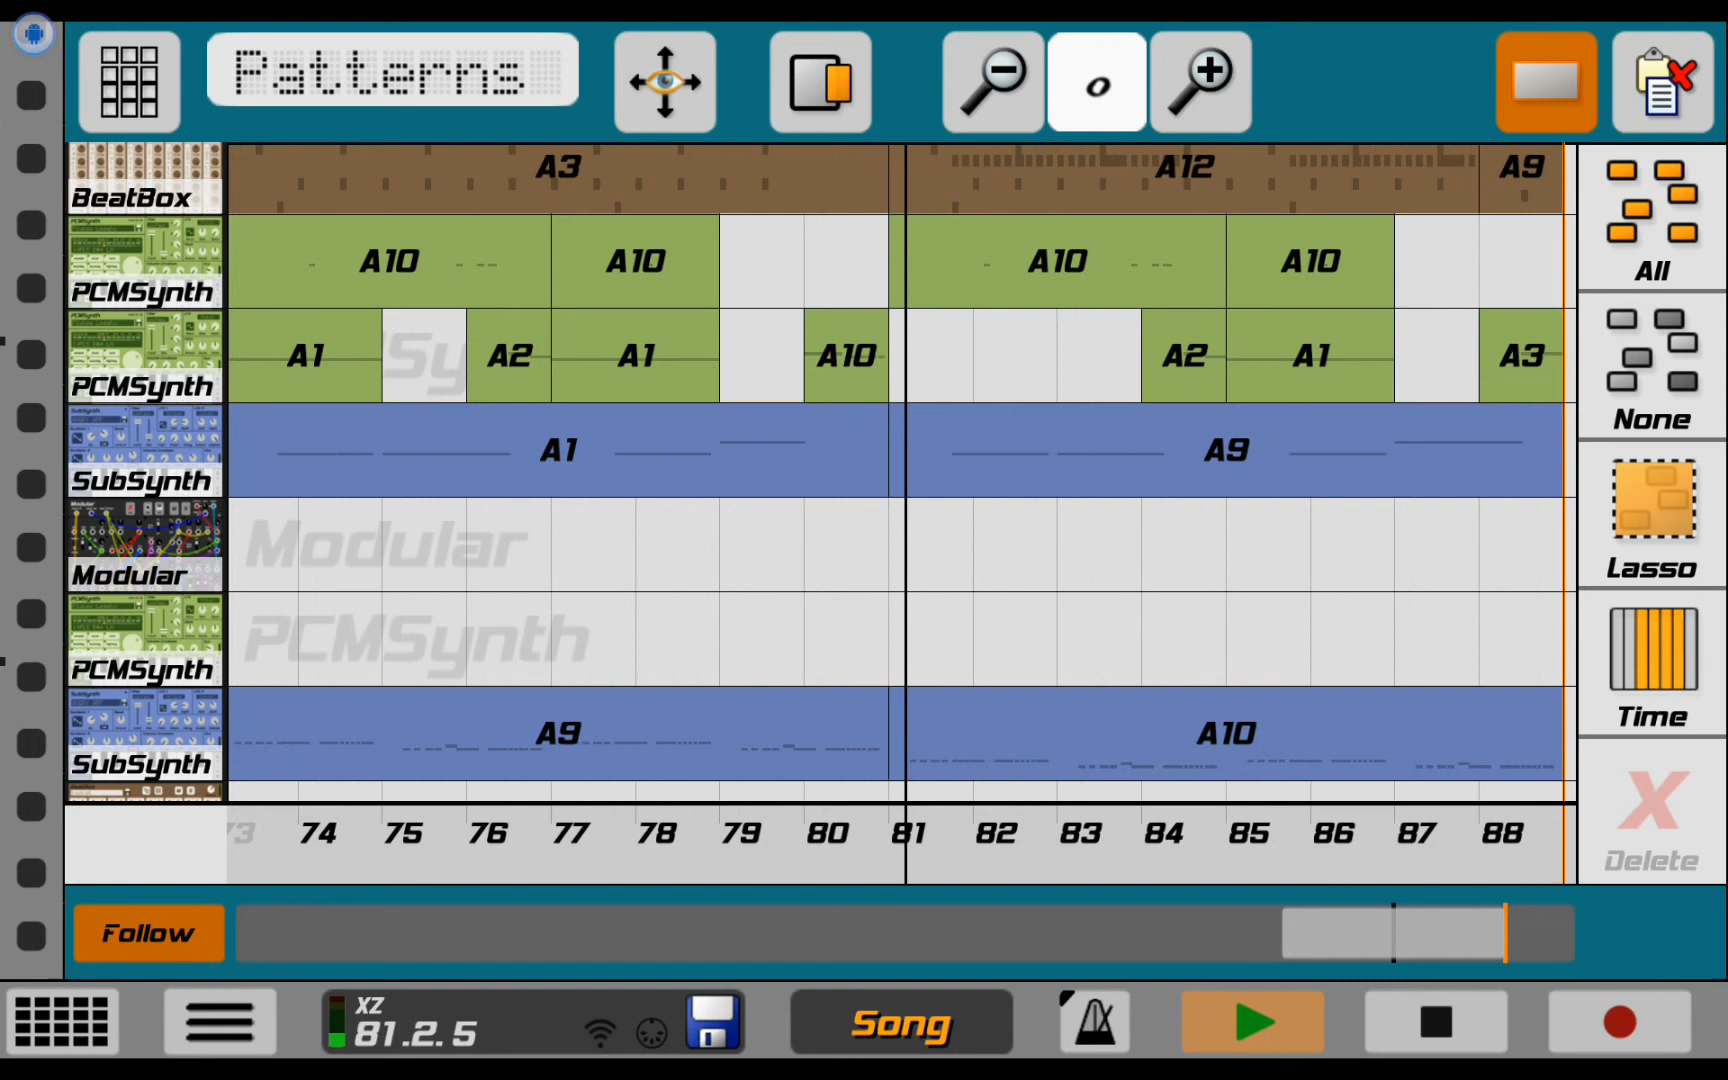 Patterns
o
BeatBox A3 A12 A9
All
PCMSynth A10 A10 A10 A10
PCMSynth A1 A2 A1 A10 A2 A1 A3
None
SubSynth A1 A9
Lasso
Modular Modular
PCMSynth PCMSynth
Time
SubSynth A9 A10
Delete
73 74 75 76 77 78 79 80 81 82 83 84 85 86 87 88
Follow
XZ
81.2.5
Song